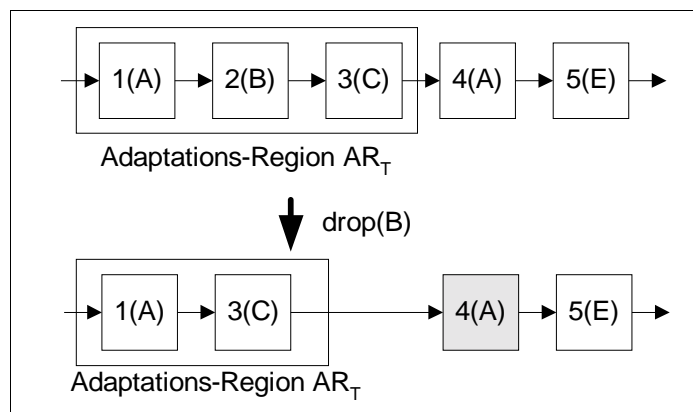 1(A) 2(B) 3(C) 4(A) 5(E)
Adaptations-Region AR_T
drop(B)
1(A) 3(C) 4(A) 5(E)
Adaptations-Region AR_T